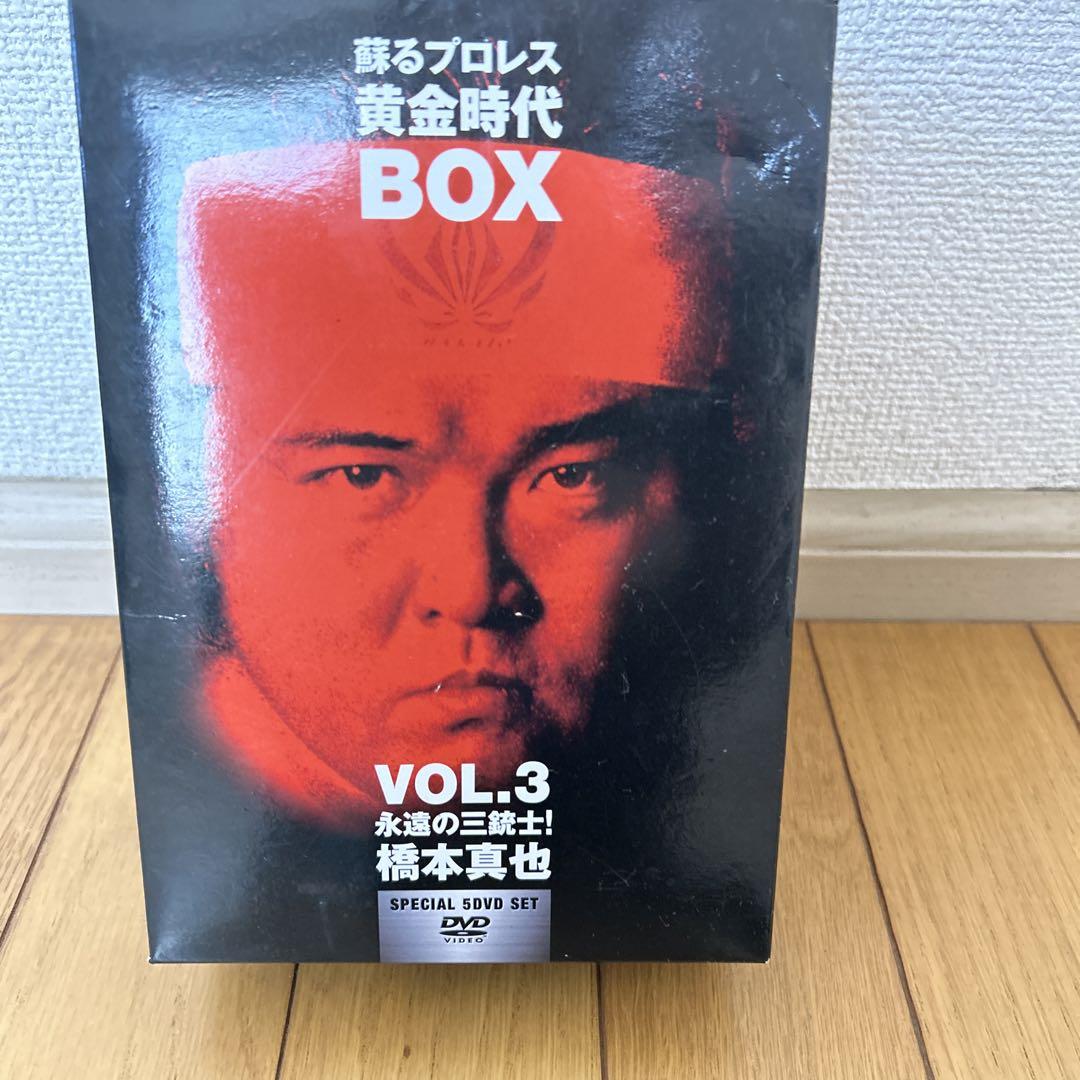 蘇るプロレス
黄金時代
BOX
VOL.3
永遠の三銃士!
橋本真也
SPECIAL 5DVD SET
DVD
VIDEO